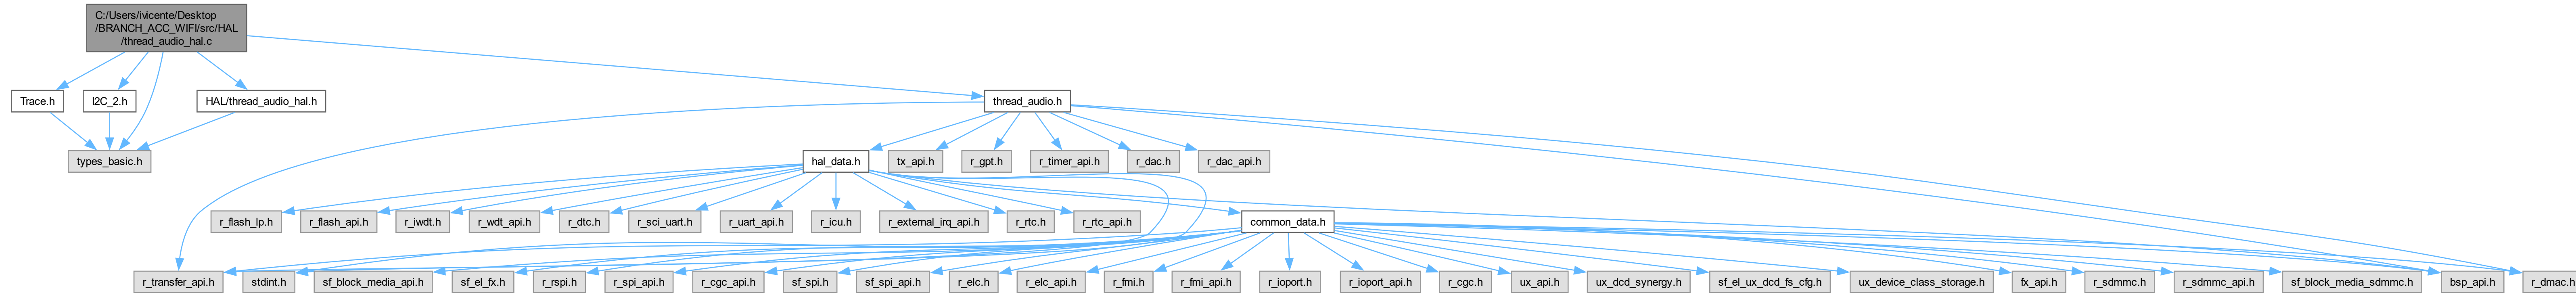 C:/Users/ivicente/Desktop
/BRANCH_ACC_WIFI/src/HAL
/thread_audio_hal.c
Trace.h
I2C_2.h
HAL/thread_audio_hal.h
thread_audio.h
types_basic.h
hal_data.h
tx_api.h
r_gpt.h
r_timer_api.h
r_dac.h
r_dac_api.h
r_flash_lp.h
r_flash_api.h
r_iwdt.h
r_wdt_api.h
r_dtc.h
r_sci_uart.h
r_uart_api.h
r_icu.h
r_external_irq_api.h
r_rtc.h
r_rtc_api.h
common_data.h
r_transfer_api.h
stdint.h
sf_block_media_api.h
sf_el_fx.h
r_rspi.h
r_spi_api.h
r_cgc_api.h
sf_spi.h
sf_spi_api.h
r_elc.h
r_elc_api.h
r_fmi.h
r_fmi_api.h
r_ioport.h
r_ioport_api.h
r_cgc.h
ux_api.h
ux_dcd_synergy.h
sf_el_ux_dcd_fs_cfg.h
ux_device_class_storage.h
fx_api.h
r_sdmmc.h
r_sdmmc_api.h
sf_block_media_sdmmc.h
bsp_api.h
r_dmac.h